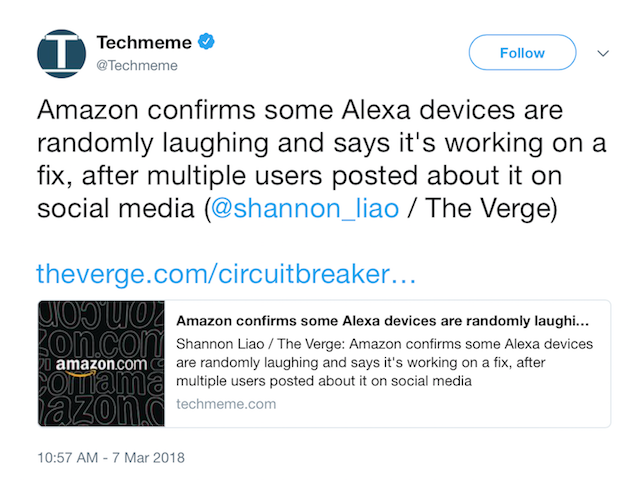 Techmeme
@Techmeme
Follow
Amazon confirms some Alexa devices are
randomly laughing and says it's working on a
fix, after multiple users posted about it on
social media (@shannon_liao / The Verge)
theverge.com/circuitbreaker…
amazon.com
Amazon confirms some Alexa devices are randomly laughi...
Shannon Liao / The Verge: Amazon confirms some Alexa devices
are randomly laughing and says it's working on a fix, after
multiple users posted about it on social media
techmeme.com
10:57 AM - 7 Mar 2018